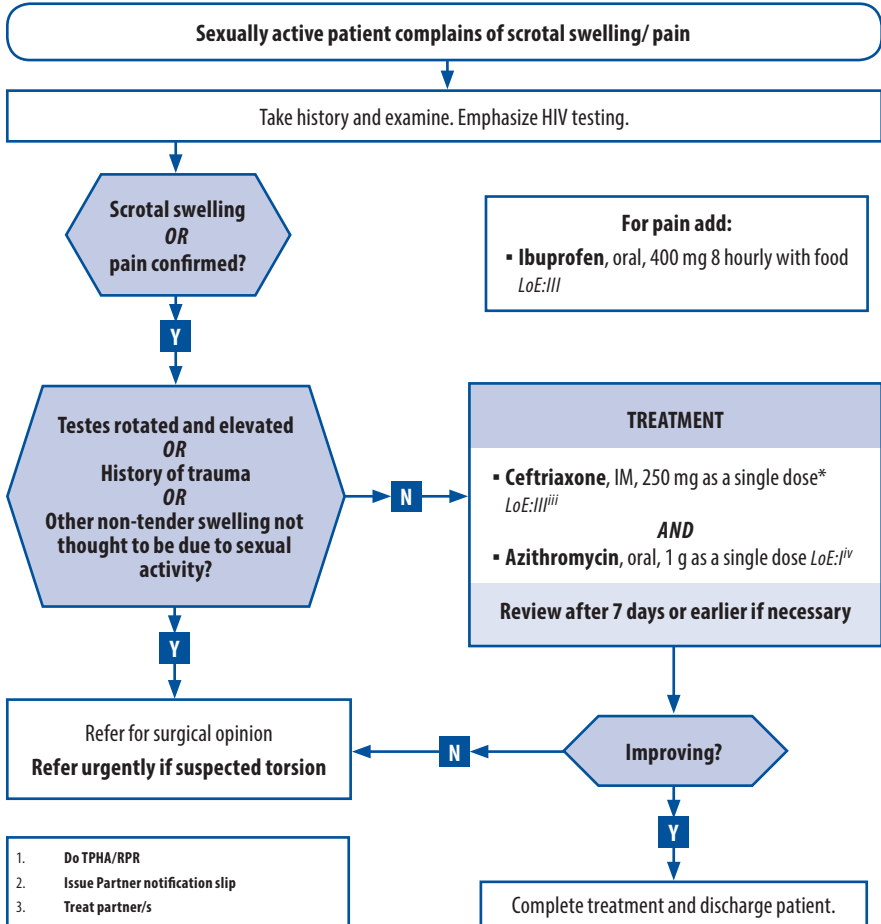 Sexually active patient complains of scrotal swelling/ pain
Take history and examine. Emphasize HIV testing.
Scrotal swelling
OR
pain confirmed?
For pain add:
▪ Ibuprofen, oral, 400 mg 8 hourly with food
LoE:III
Y
Testes rotated and elevated
OR
History of trauma
OR
Other non-tender swelling not
thought to be due to sexual
activity?
N
TREATMENT
▪ Ceftriaxone, IM, 250 mg as a single dose*
LoE:IIIiii
AND
▪ Azithromycin, oral, 1 g as a single dose LoE:Iiv
Review after 7 days or earlier if necessary
Y
Refer for surgical opinion
Refer urgently if suspected torsion
N
Improving?
Y
1. Do TPHA/RPR
2. Issue Partner notification slip
3. Treat partner/s
Complete treatment and discharge patient.